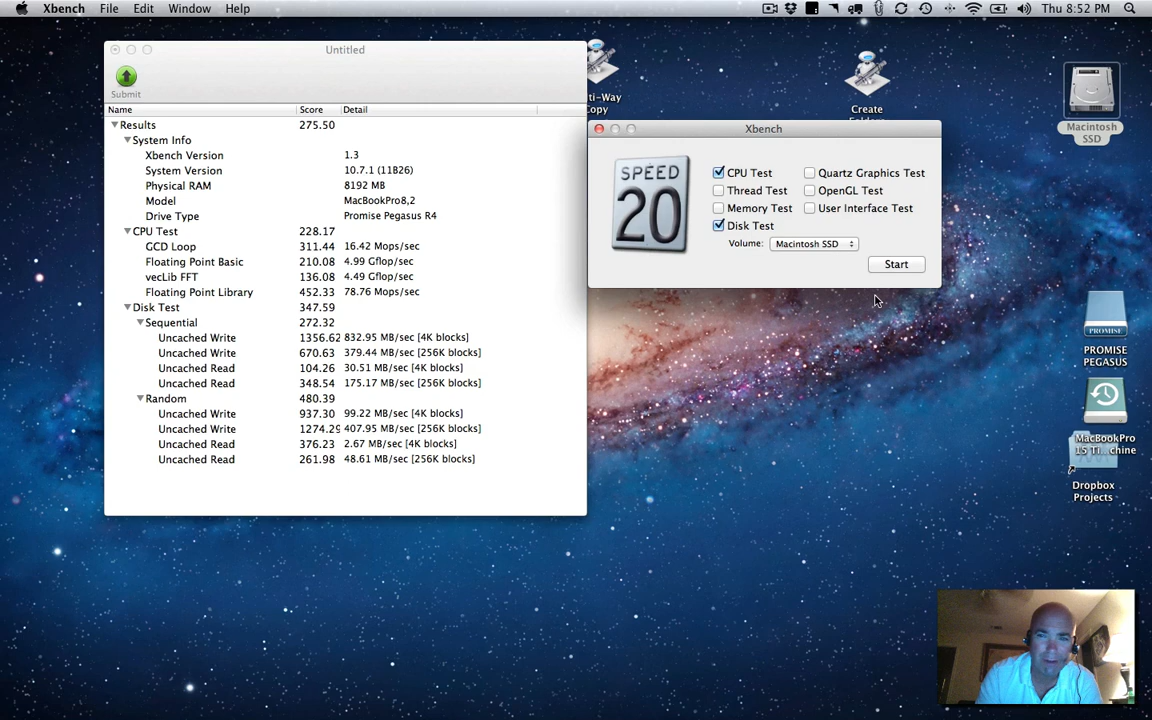 Xbench File Edit Window Help
Thu 8:52 PM
Untitled
Submit
Name Score Detail
Results 275.50
System Info
Xbench Version 1.3
System Version 10.7.1 (11B26)
Physical RAM 8192 MB
Model MacBookPro8,2
Drive Type Promise Pegasus R4
CPU Test 228.17
GCD Loop 311.44 16.42 Mops/sec
Floating Point Basic 210.08 4.99 Gflop/sec
vecLib FFT 136.08 4.49 Gflop/sec
Floating Point Library 452.33 78.76 Mops/sec
Disk Test 347.59
Sequential 272.32
Uncached Write 1356.62 832.95 MB/sec [4K blocks]
Uncached Write 670.63 379.44 MB/sec [256K blocks]
Uncached Read 104.26 30.51 MB/sec [4K blocks]
Uncached Read 348.54 175.17 MB/sec [256K blocks]
Random 480.39
Uncached Write 937.30 99.22 MB/sec [4K blocks]
Uncached Write 1274.29 407.95 MB/sec [256K blocks]
Uncached Read 376.23 2.67 MB/sec [4K blocks]
Uncached Read 261.98 48.61 MB/sec [256K blocks]
ti-Way
Copy
Create
Xbench
SPEED
20
CPU Test Quartz Graphics Test
Thread Test OpenGL Test
Memory Test User Interface Test
Disk Test
Volume: Macintosh SSD
Start
Macintosh
SSD
PROMISE
PROMISE
PEGASUS
MacBookPro
15 Ti...chine
Dropbox
Projects